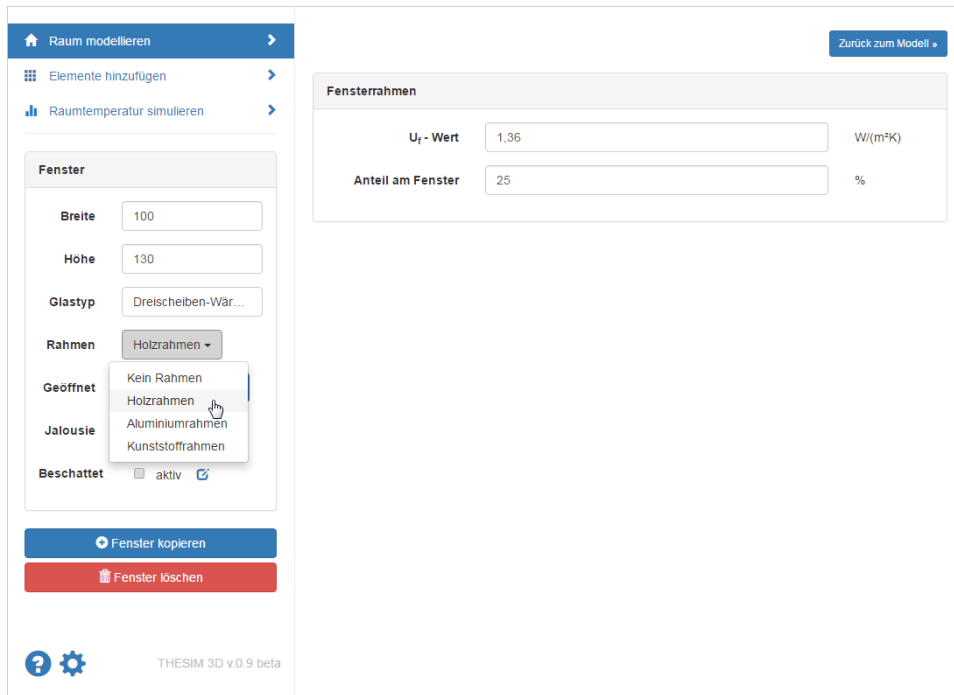 Raum modellieren
Elemente hinzufügen
Raumtemperatur simulieren
Fenster
Breite 100
Höhe 130
Glastyp Dreischeiben-Wär...
Rahmen Holzrahmen
Kein Rahmen
Geöffnet
Holzrahmen
Aluminiumrahmen
Jalousie
Kunststoffrahmen
Beschattet aktiv
Fenster kopieren
Fenster löschen
THESIM 3D v.0.9 beta
Zurück zum Modell »
Fensterrahmen
Uf - Wert 1,36 W/(m²K)
Anteil am Fenster 25 %